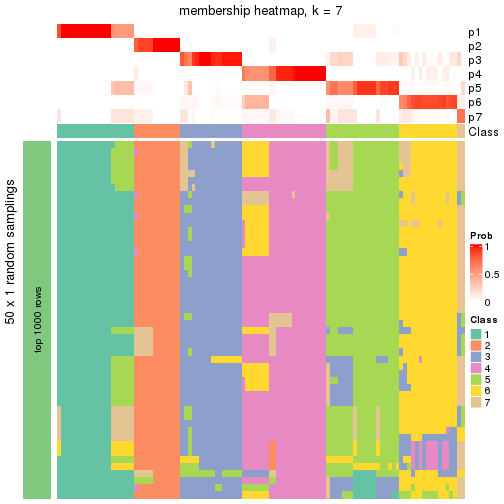 membership heatmap, k = 7
p1
p2
p3
p4
p5
p6
p7
Class
50 x 1 random samplings
top 1000 rows
Prob
1
0.5
0
Class
1
2
3
4
5
6
7